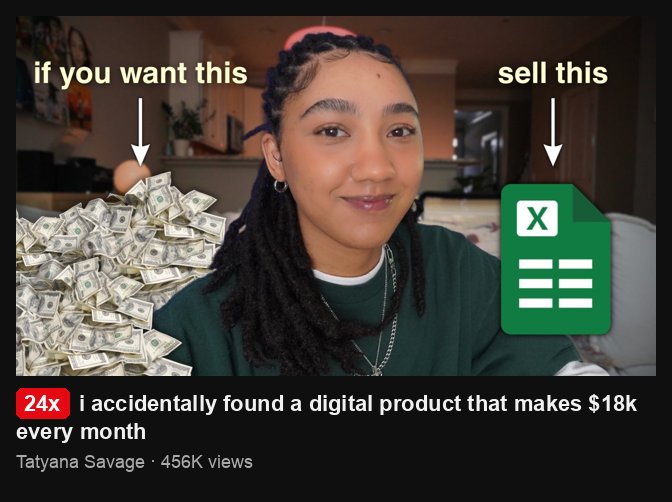 if you want this
sell this
X
24x i accidentally found a digital product that makes $18k
every month
Tatyana Savage · 456K views